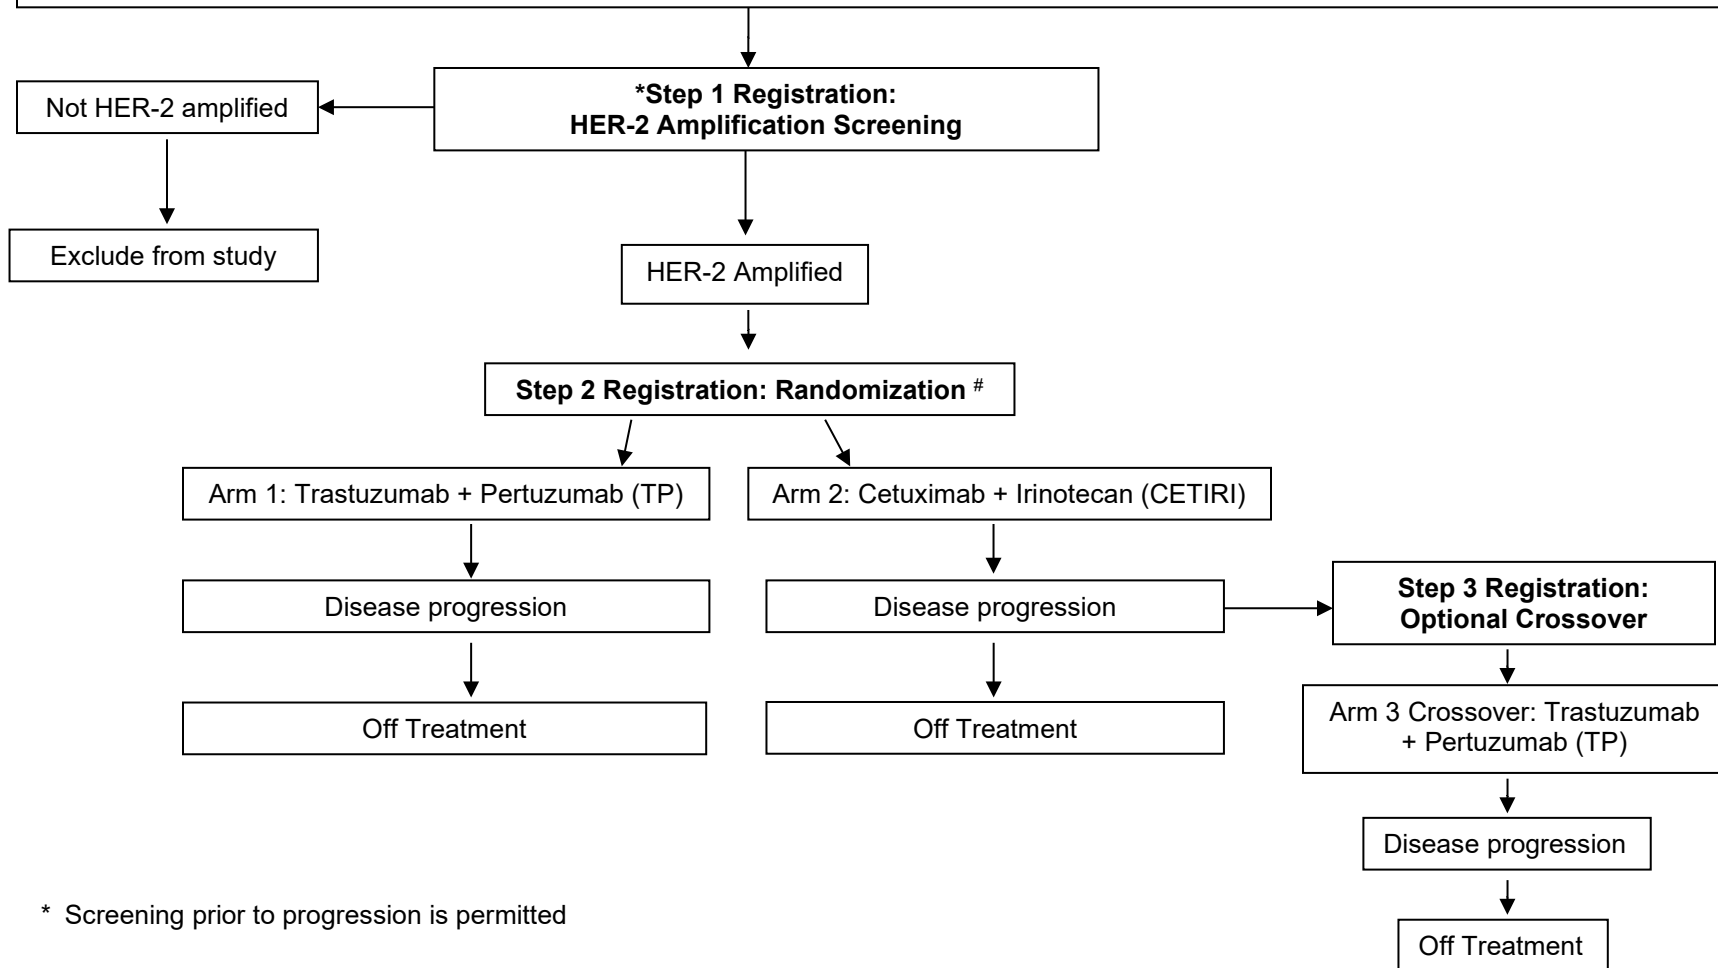 *Step 1 Registration:
HER-2 Amplification Screening
Not HER-2 amplified
Exclude from study
HER-2 Amplified
Step 2 Registration: Randomization #
Arm 1: Trastuzumab + Pertuzumab (TP)
Arm 2: Cetuximab + Irinotecan (CETIRI)
Disease progression
Disease progression
Step 3 Registration:
Optional Crossover
Off Treatment
Off Treatment
Arm 3 Crossover: Trastuzumab
+ Pertuzumab (TP)
Disease progression
* Screening prior to progression is permitted
Off Treatment